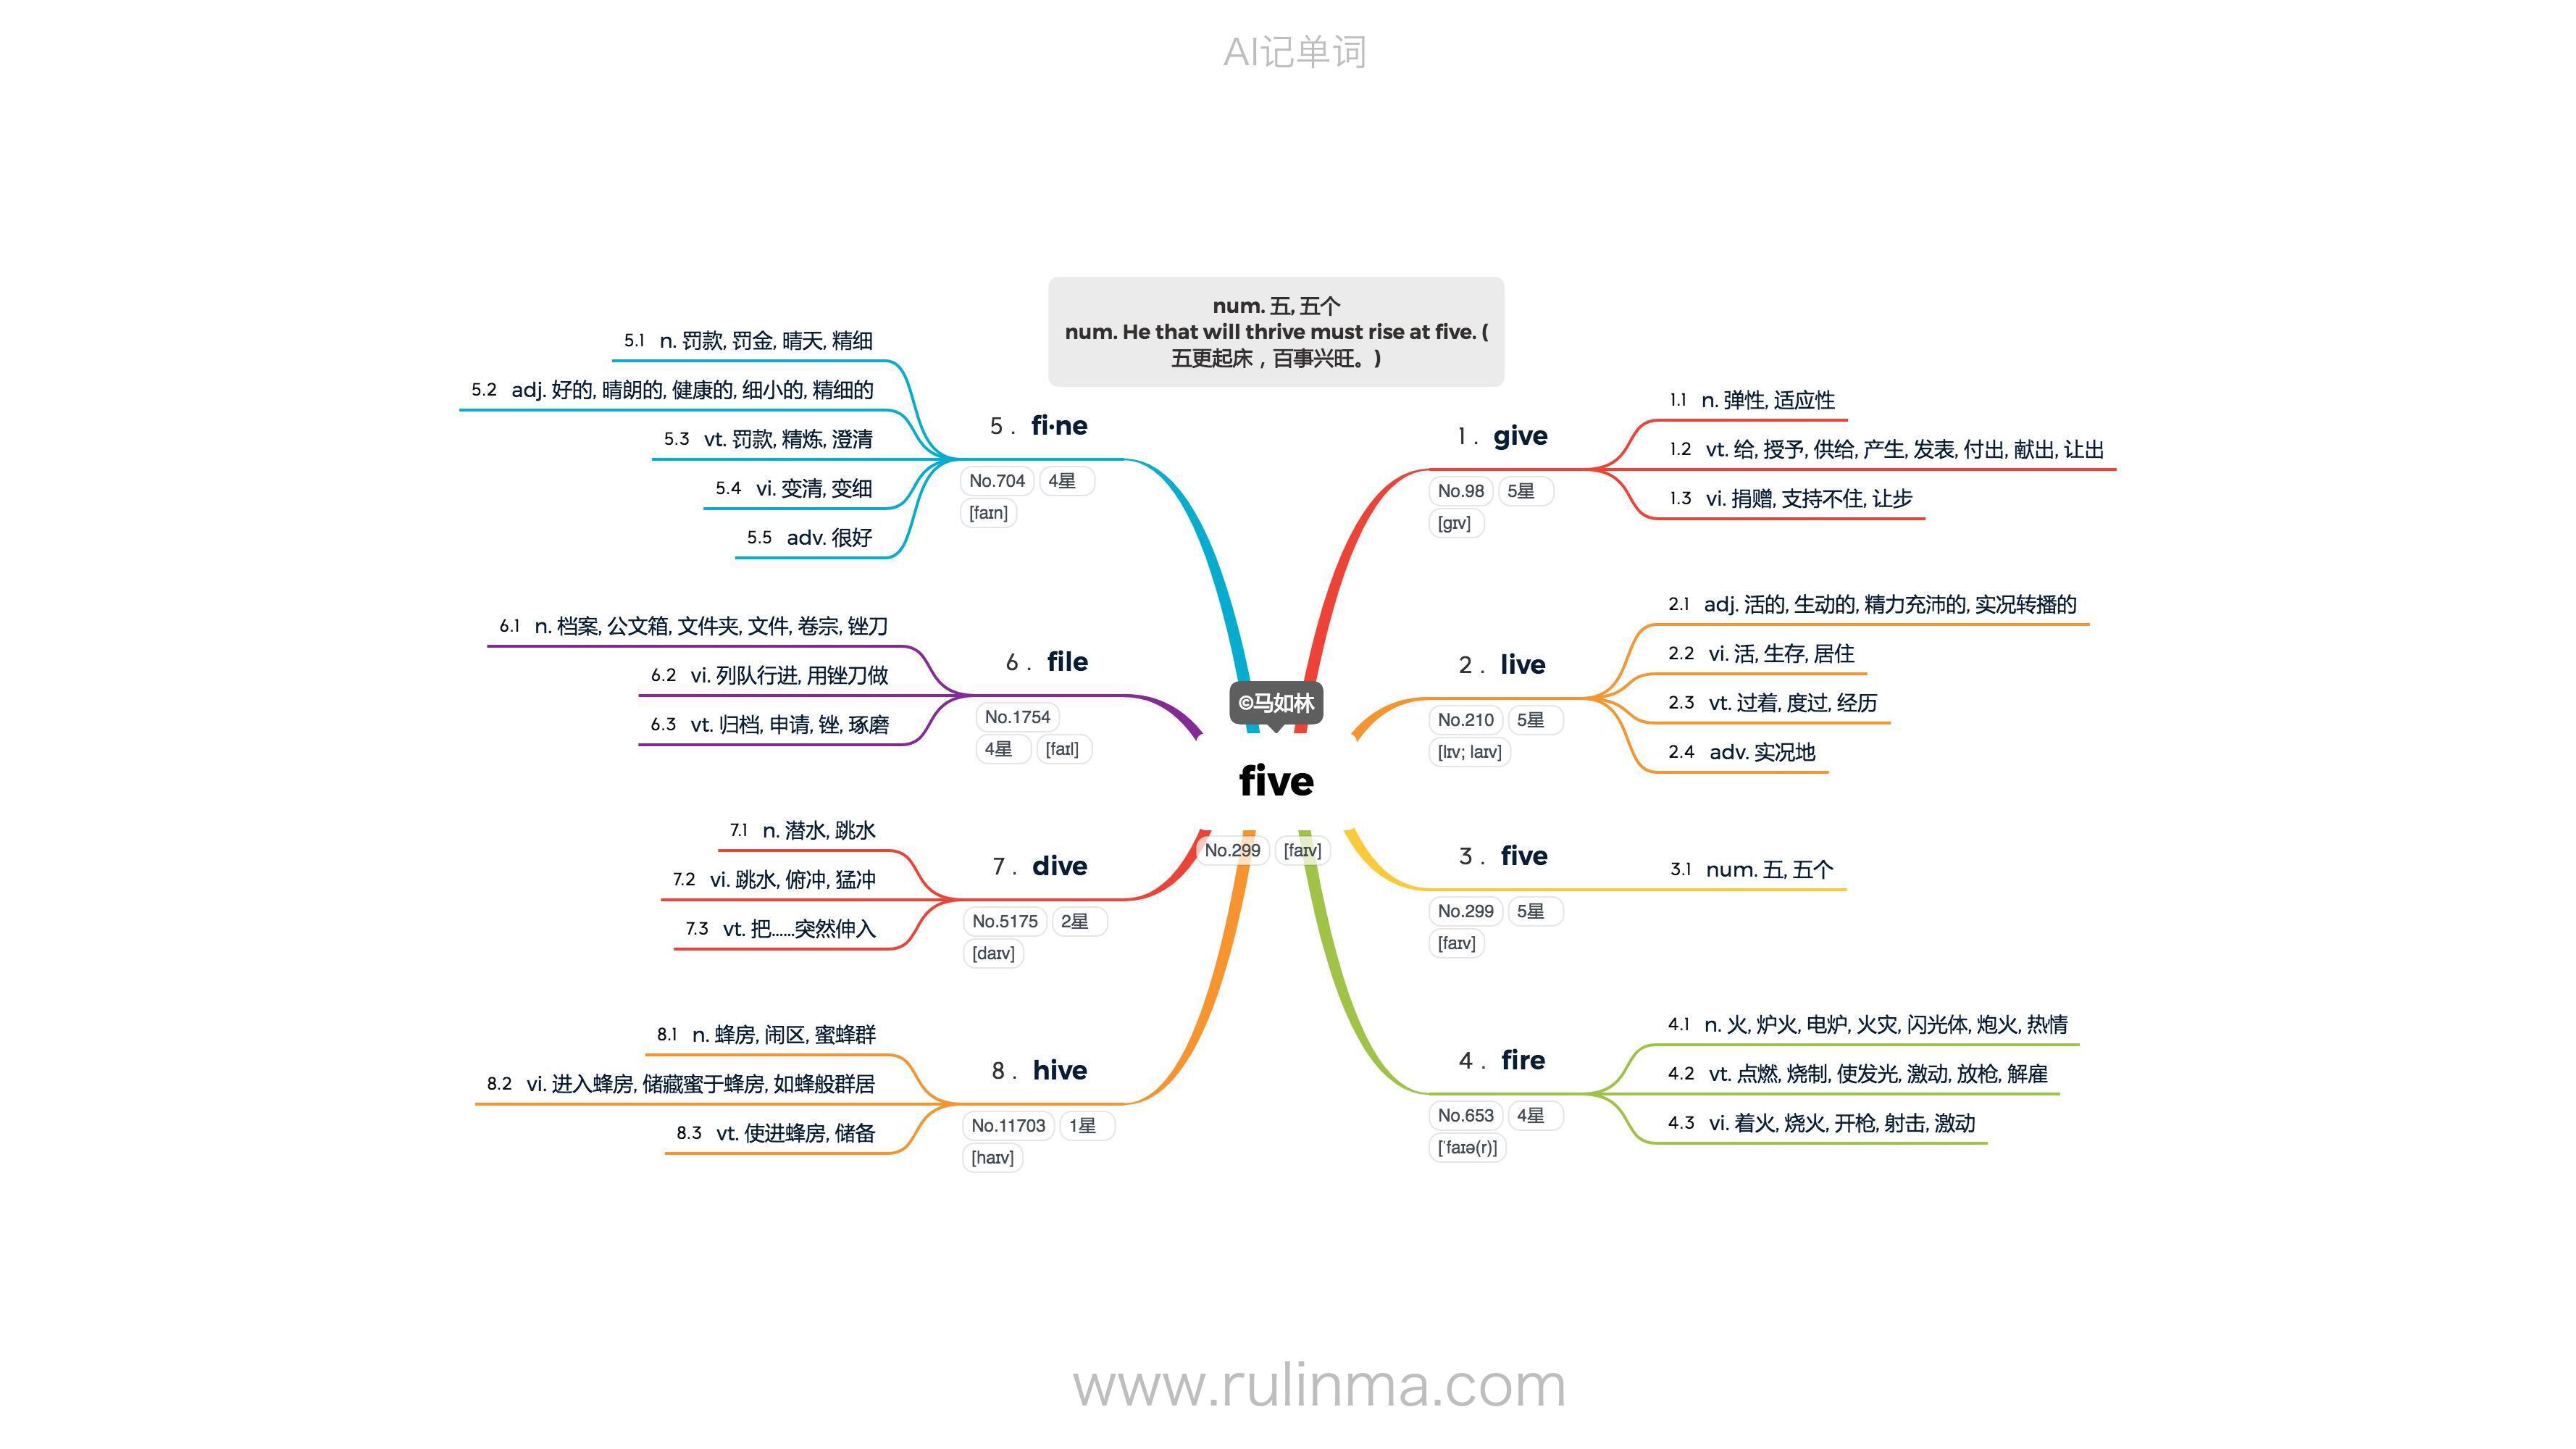 AI记单词
num. 五, 五个
num. He that will thrive must rise at five. (
五更起床，百事兴旺。)
©马如林
five
No.299 [faɪv]
1 . give
No.98 5星
[gɪv]
1.1 n. 弹性, 适应性
1.2 vt. 给, 授予, 供给, 产生, 发表, 付出, 献出, 让出
1.3 vi. 捐赠, 支持不住, 让步
2 . live
No.210 5星
[lɪv; laɪv]
2.1 adj. 活的, 生动的, 精力充沛的, 实况转播的
2.2 vi. 活, 生存, 居住
2.3 vt. 过着, 度过, 经历
2.4 adv. 实况地
3 . five
No.299 5星
[faɪv]
3.1 num. 五, 五个
4 . fire
No.653 4星
[ˈfaɪə(r)]
4.1 n. 火, 炉火, 电炉, 火灾, 闪光体, 炮火, 热情
4.2 vt. 点燃, 烧制, 使发光, 激动, 放枪, 解雇
4.3 vi. 着火, 烧火, 开枪, 射击, 激动
5 . fi·ne
No.704 4星
[faɪn]
5.1 n. 罚款, 罚金, 晴天, 精细
5.2 adj. 好的, 晴朗的, 健康的, 细小的, 精细的
5.3 vt. 罚款, 精炼, 澄清
5.4 vi. 变清, 变细
5.5 adv. 很好
6 . file
No.1754
4星 [faɪl]
6.1 n. 档案, 公文箱, 文件夹, 文件, 卷宗, 锉刀
6.2 vi. 列队行进, 用锉刀做
6.3 vt. 归档, 申请, 锉, 琢磨
7 . dive
No.5175 2星
[daɪv]
7.1 n. 潜水, 跳水
7.2 vi. 跳水, 俯冲, 猛冲
7.3 vt. 把……突然伸入
8 . hive
No.11703 1星
[haɪv]
8.1 n. 蜂房, 闹区, 蜜蜂群
8.2 vi. 进入蜂房, 储藏蜜于蜂房, 如蜂般群居
8.3 vt. 使进蜂房, 储备
www.rulinma.com